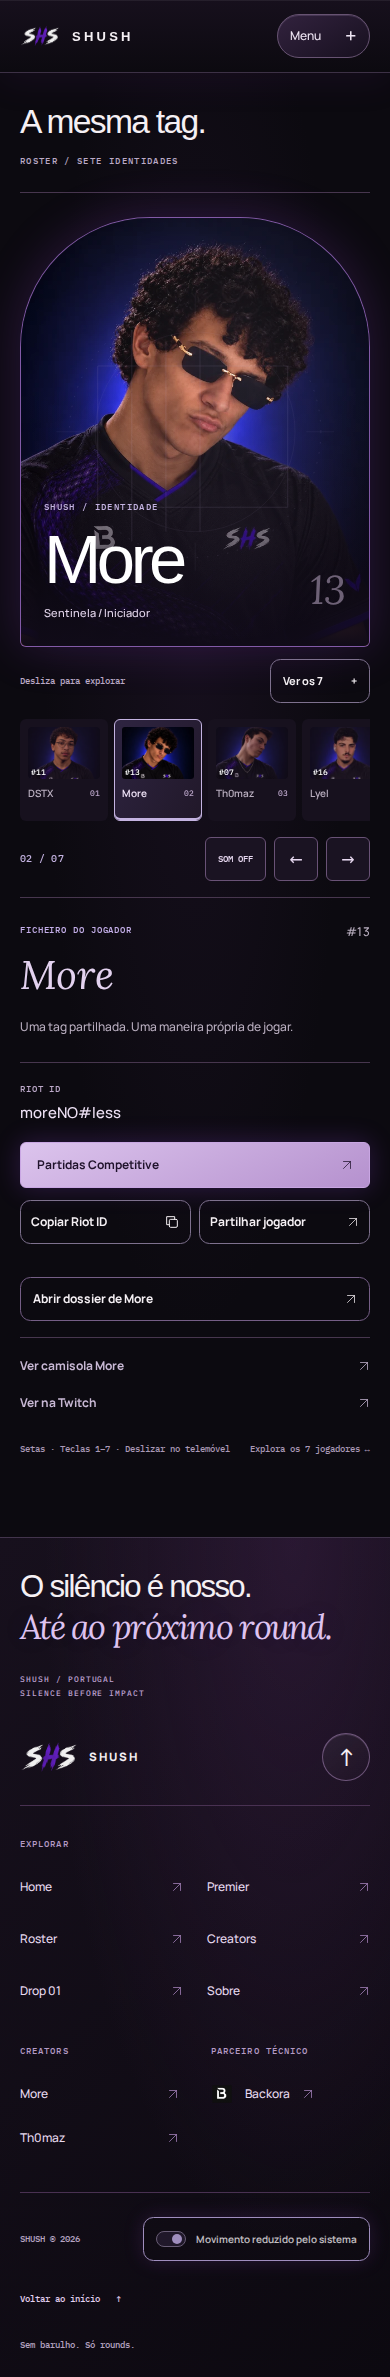 SHS SHUSH Menu +
A mesma tag.
ROSTER / SETE IDENTIDADES
SHUSH / IDENTIDADE
B SHS
More
13
Sentinela / Iniciador
Desliza para explorar Ver os 7 +
#11 #13 #07 #16
DSTX 01 More 02 Th0maz 03 Lyel
02 / 07 SOM OFF ← →
FICHEIRO DO JOGADOR #13
More
Uma tag partilhada. Uma maneira própria de jogar.
RIOT ID
moreNO#less
Partidas Competitive ↗
Copiar Riot ID Partilhar jogador ↗
Abrir dossier de More ↗
Ver camisola More ↗
Ver na Twitch ↗
Setas · Teclas 1–7 · Deslizar no telemóvel Explora os 7 jogadores ↔
O silêncio é nosso.
Até ao próximo round.
SHUSH / PORTUGAL
SILENCE BEFORE IMPACT
SHS SHUSH ↑
EXPLORAR
Home ↗ Premier ↗
Roster ↗ Creators ↗
Drop 01 ↗ Sobre ↗
CREATORS PARCEIRO TÉCNICO
More ↗ B Backora ↗
Th0maz ↗
SHUSH © 2026 Movimento reduzido pelo sistema
Voltar ao início ↑
Sem barulho. Só rounds.